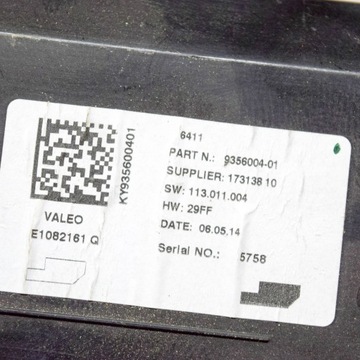 6411
PART N.: 9356004-01
SUPPLIER: 173138 10
SW: 113.011.004
HW: 29FF
DATE: 06.05.14
Serial NO.: 5758
KY935600401
VALEO
E1082161 Q